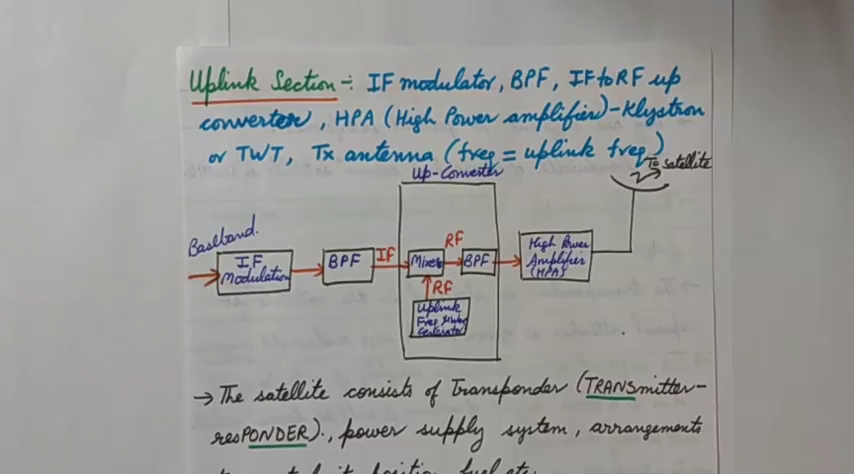 Uplink Section :- IF modulator, BPF, IF to RF up
converter, HPA (High Power amplifier) - Klystron
or TWT, Tx antenna (freq = uplink freq)
To satellite
Up-Converter
Baseband
IF
Modulation
BPF
IF
Mixer
RF
BPF
High Power
Amplifier
(HPA)
RF
Uplink
Freq
Generator
→ The satellite consists of Transponder (TRANSmitter-
resPONDER), power supply system, arrangements